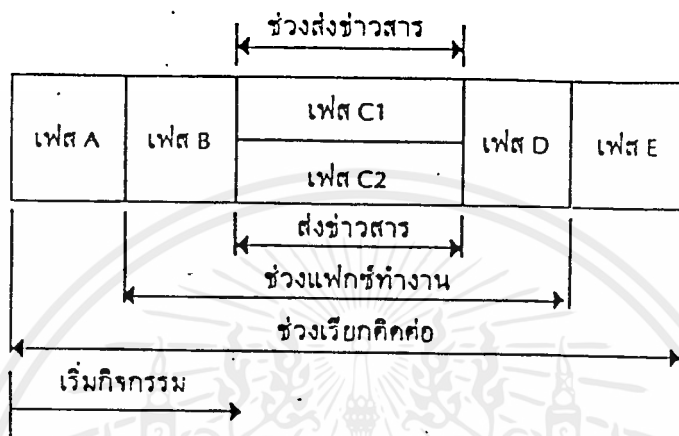 ช่วงส่งข่าวสาร
เฟส A
เฟส B
เฟส C1
เฟส C2
เฟส D
เฟส E
ส่งข่าวสาร
ช่วงแฟกซ์ทำงาน
ช่วงเรียกติดต่อ
เริ่มกิจกรรม